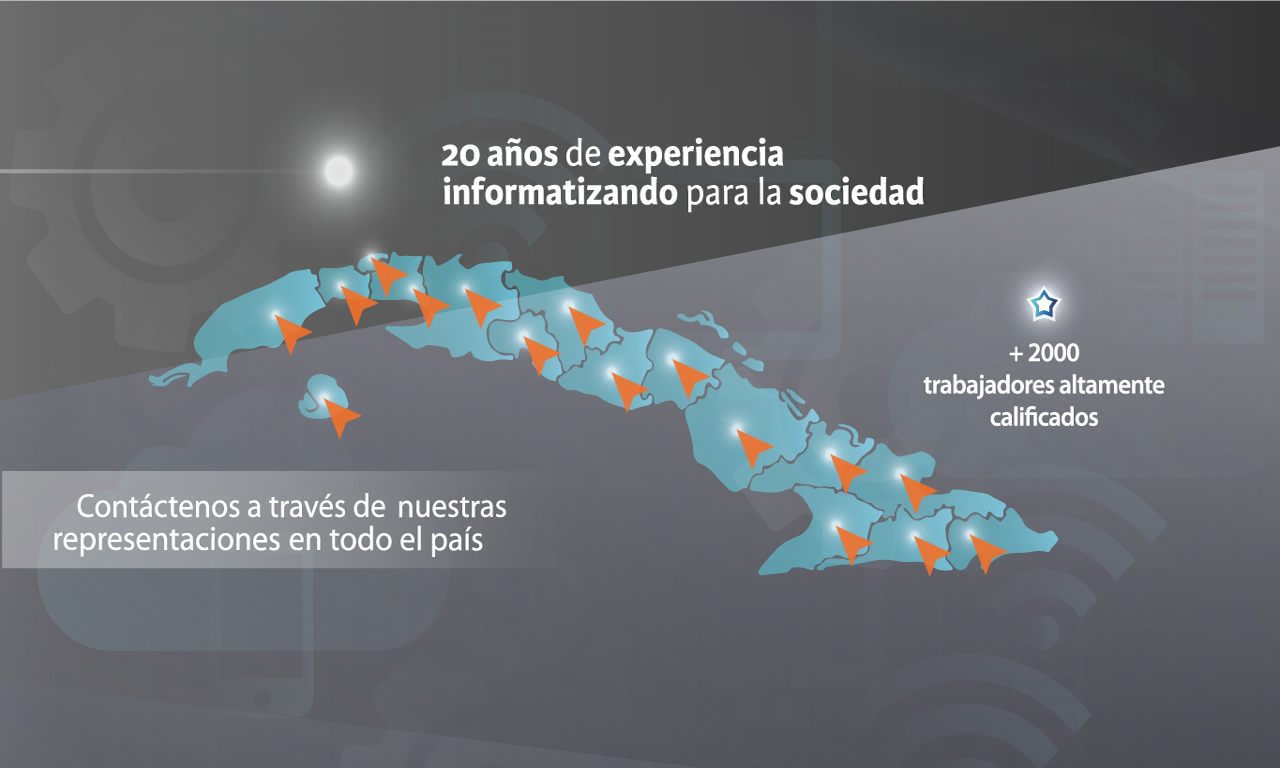 20 años de experiencia
informatizando para la sociedad
+ 2000
trabajadores altamente
calificados
Contáctenos a través de nuestras
representaciones en todo el país